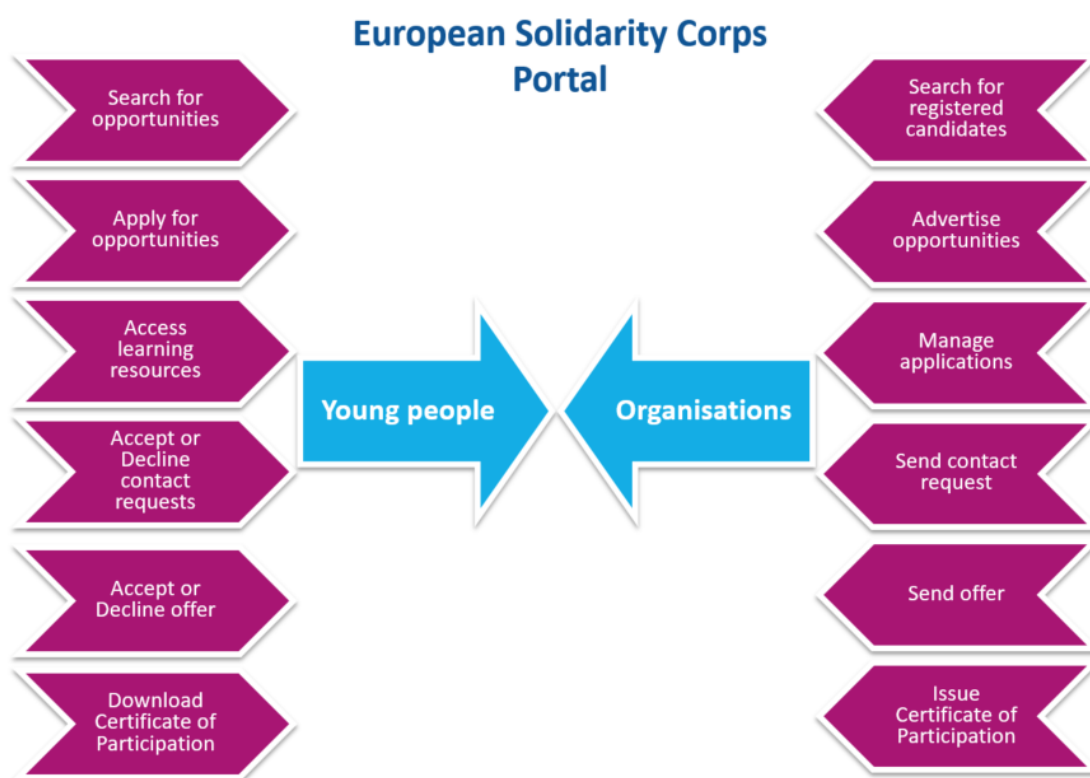 European Solidarity Corps
Portal
Search for
opportunities
Apply for
opportunities
Access
learning
resources
Accept or
Decline
contact
requests
Accept or
Decline offer
Download
Certificate of
Participation
Young people
Organisations
Search for
registered
candidates
Advertise
opportunities
Manage
applications
Send contact
request
Send offer
Issue
Certificate of
Participation